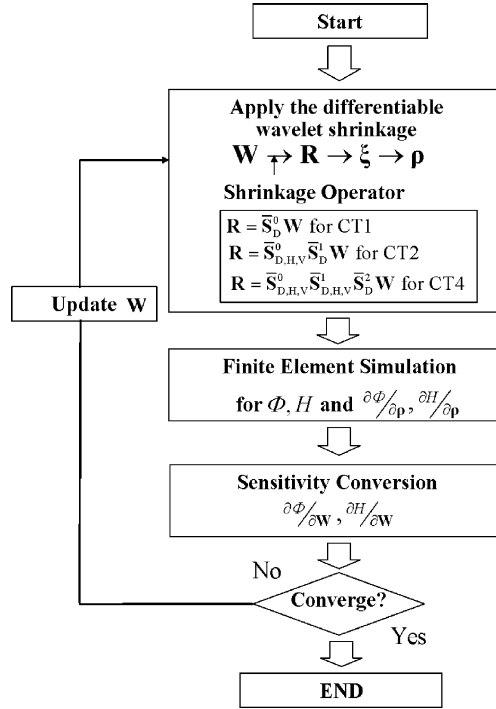 Start
Apply the differentiable
wavelet shrinkage
W → R → ξ → ρ
Shrinkage Operator
R = S̅⁰_D W for CT1
R = S̅⁰_D,H,V S̅¹_D W for CT2
R = S̅⁰_D,H,V S̅¹_D,H,V S̅²_D W for CT4
Update W
Finite Element Simulation
for Φ, H and ∂Φ/∂ρ, ∂H/∂ρ
Sensitivity Conversion
∂Φ/∂W, ∂H/∂W
No
Converge?
Yes
END